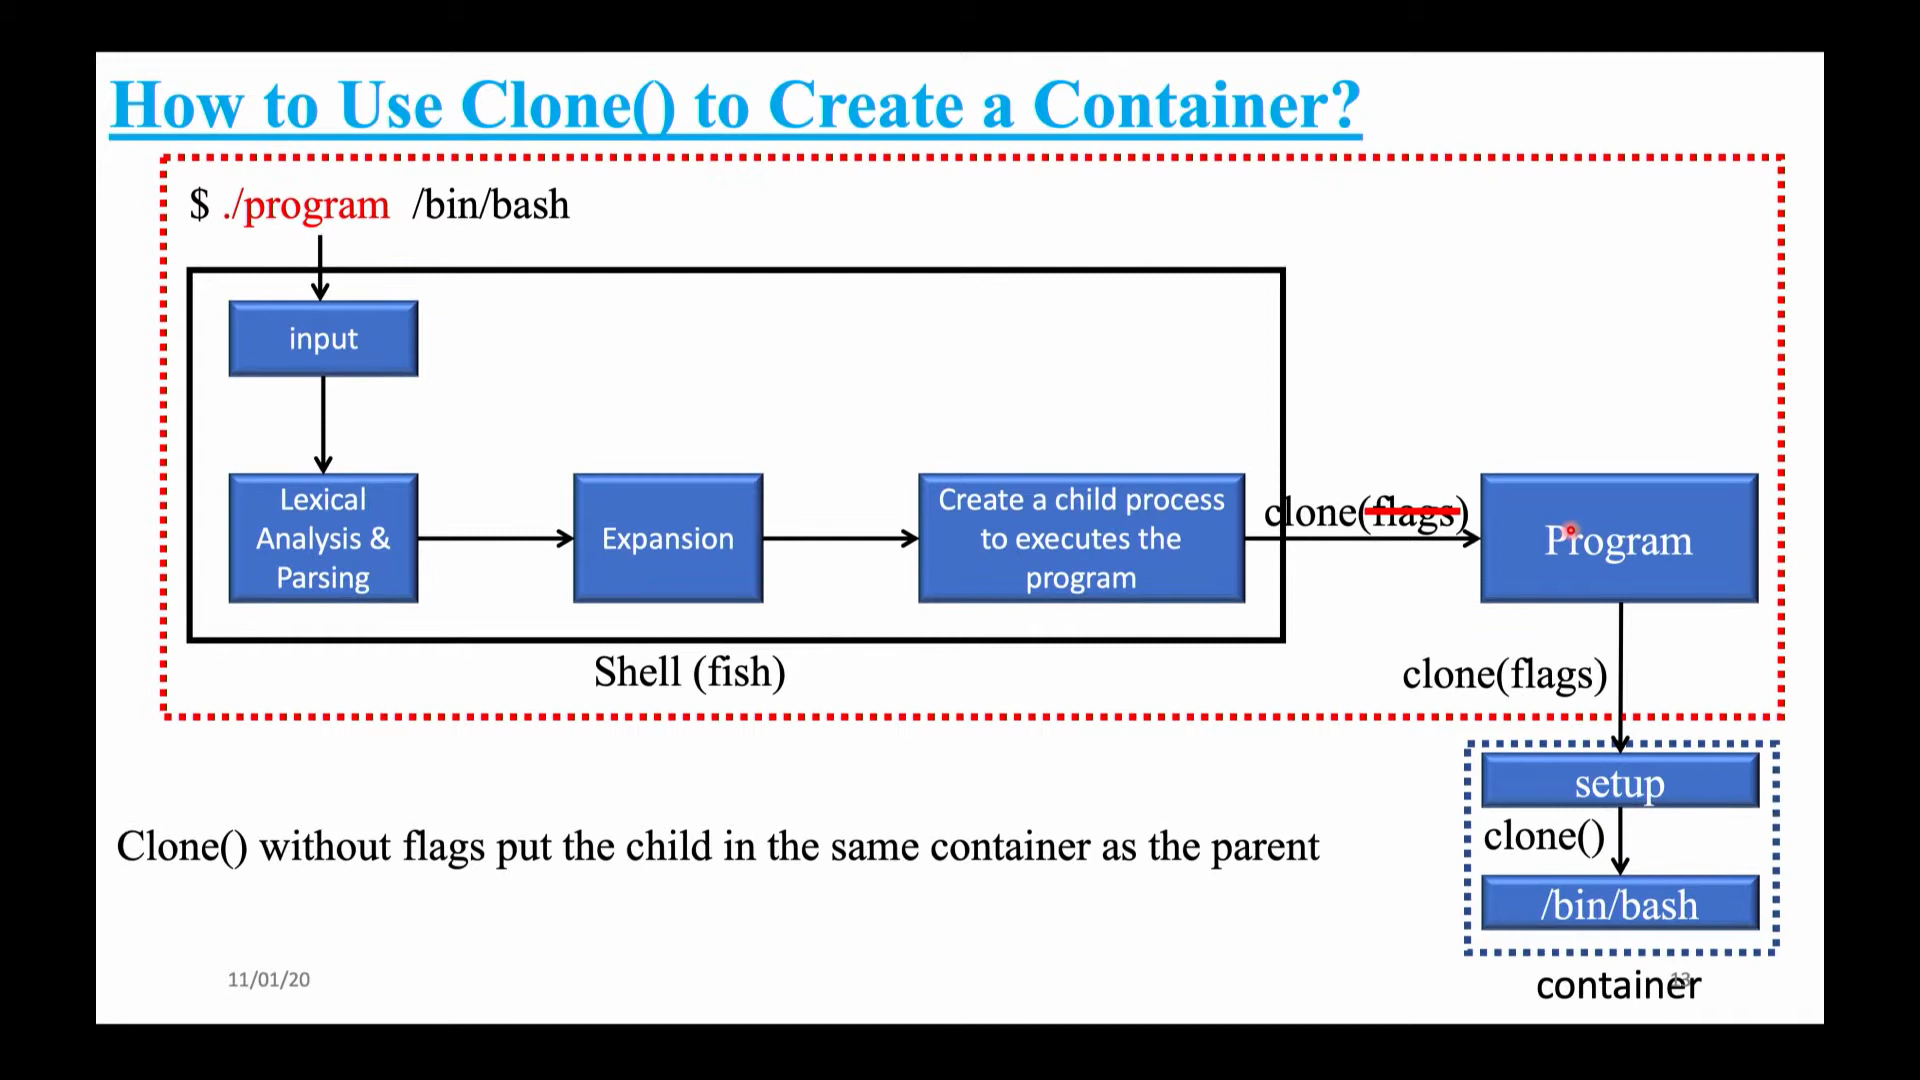 How to Use Clone() to Create a Container?
$ ./program /bin/bash
input
Lexical
Analysis &
Parsing
Expansion
Create a child process
to executes the
program
clone(flags)
Program
Shell (fish)
clone(flags)
setup
clone()
/bin/bash
Clone() without flags put the child in the same container as the parent
container
11/01/20
13